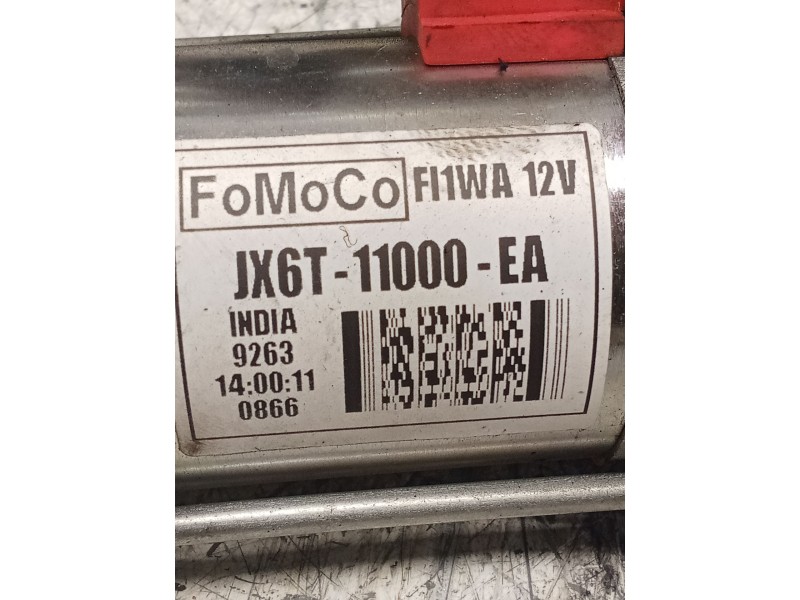 FoMoCo FI1WA 12V
JX6T-11000-EA
INDIA
9263
14:00:11
0866